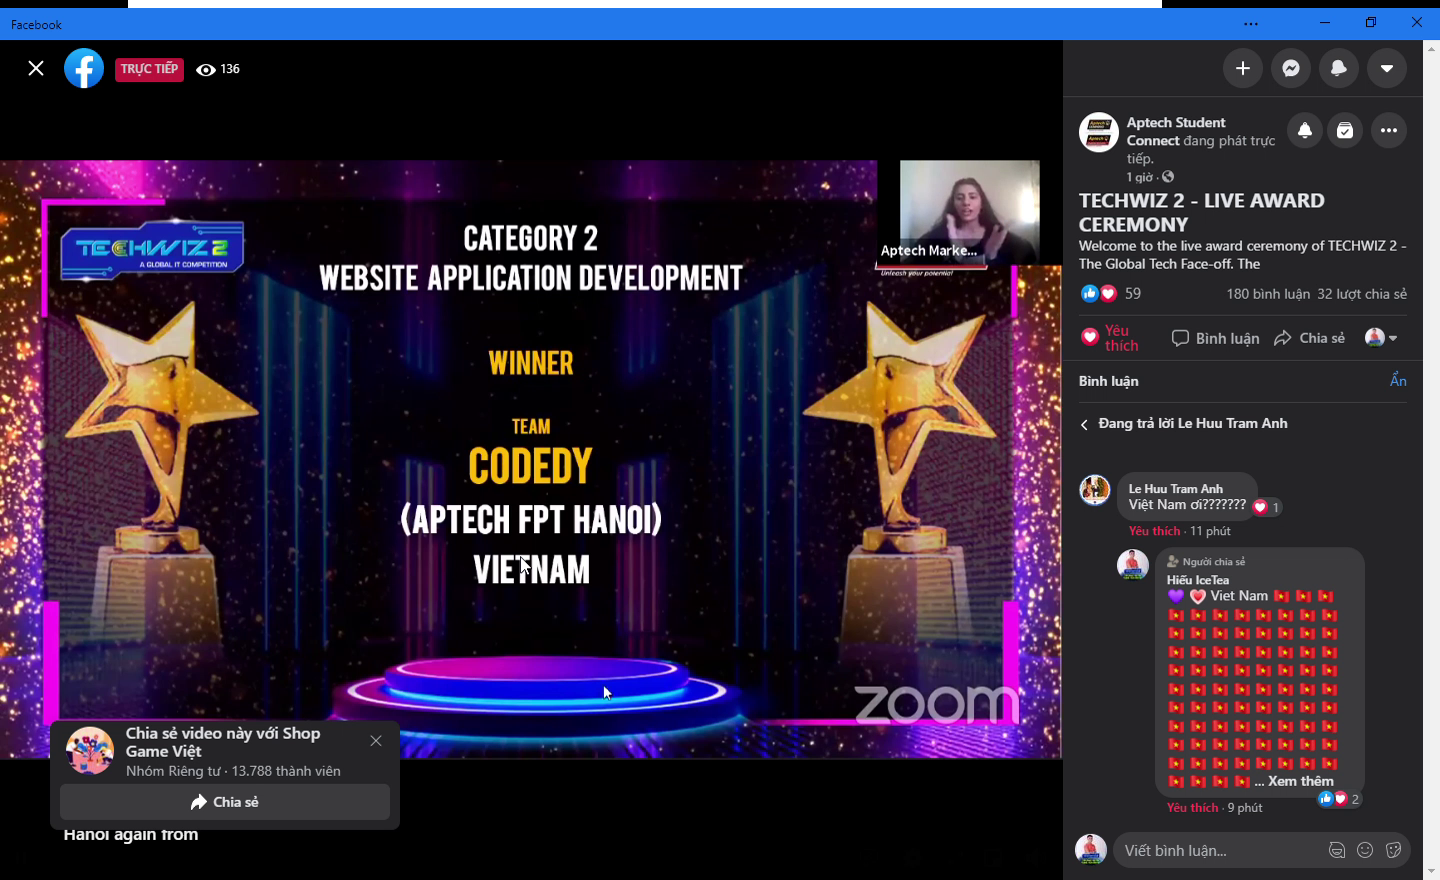 Facebook
TRỰC TIẾP
136
TECHWIZ 2
A GLOBAL IT COMPETITION
CATEGORY 2
WEBSITE APPLICATION DEVELOPMENT
WINNER
TEAM
CODEDY
(APTECH FPT HANOI)
VIETNAM
Aptech Marke...
Unleash your potential
zoom
Chia sẻ video này với Shop
Game Việt
Nhóm Riêng tư · 13.788 thành viên
Chia sẻ
Hanoi again from
Aptech Student
Connect đang phát trực
tiếp.
1 giờ ·
TECHWIZ 2 - LIVE AWARD
CEREMONY
Welcome to the live award ceremony of TECHWIZ 2 -
The Global Tech Face-off. The
59
180 bình luận 32 lượt chia sẻ
Yêu
thích
Bình luận
Chia sẻ
Bình luận
Ẩn
Đang trả lời Le Huu Tram Anh
Le Huu Tram Anh
Việt Nam ơi???????
1
Yêu thích · 11 phút
Người chia sẻ
Hiếu IceTea
Viet Nam
... Xem thêm
2
Yêu thích · 9 phút
Viết bình luận...